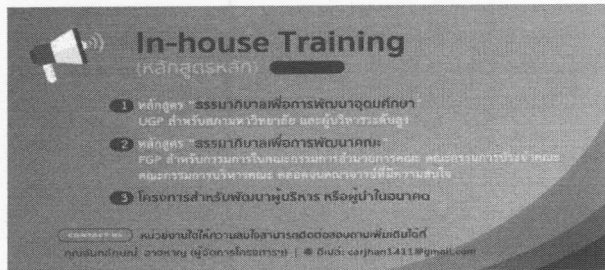 In-house Training
(หลักสูตรหลัก)
1 หลักสูตร "ธรรมาภิบาลเพื่อการพัฒนาอุดมศึกษา"
UGP สำหรับสภามหาวิทยาลัย และผู้บริหารระดับสูง
2 หลักสูตร "ธรรมาภิบาลเพื่อการพัฒนาคณะ"
FGP สำหรับกรรมการในคณะกรรมการอำนวยการคณะ คณะกรรมการประจำคณะ
คณะกรรมการบริหารคณะ ตลอดจนคณาจารย์ที่มีความสนใจ
3 โครงการสำหรับพัฒนาผู้บริหาร หรือผู้นำในอนาคต
CONTACT US หน่วยงานใดให้ความสนใจสามารถติดต่อสอบถามเพิ่มเติมได้ที่
(ผู้จัดการโครงการฯ) | อีเมล์: carjhan1411@gmail.com